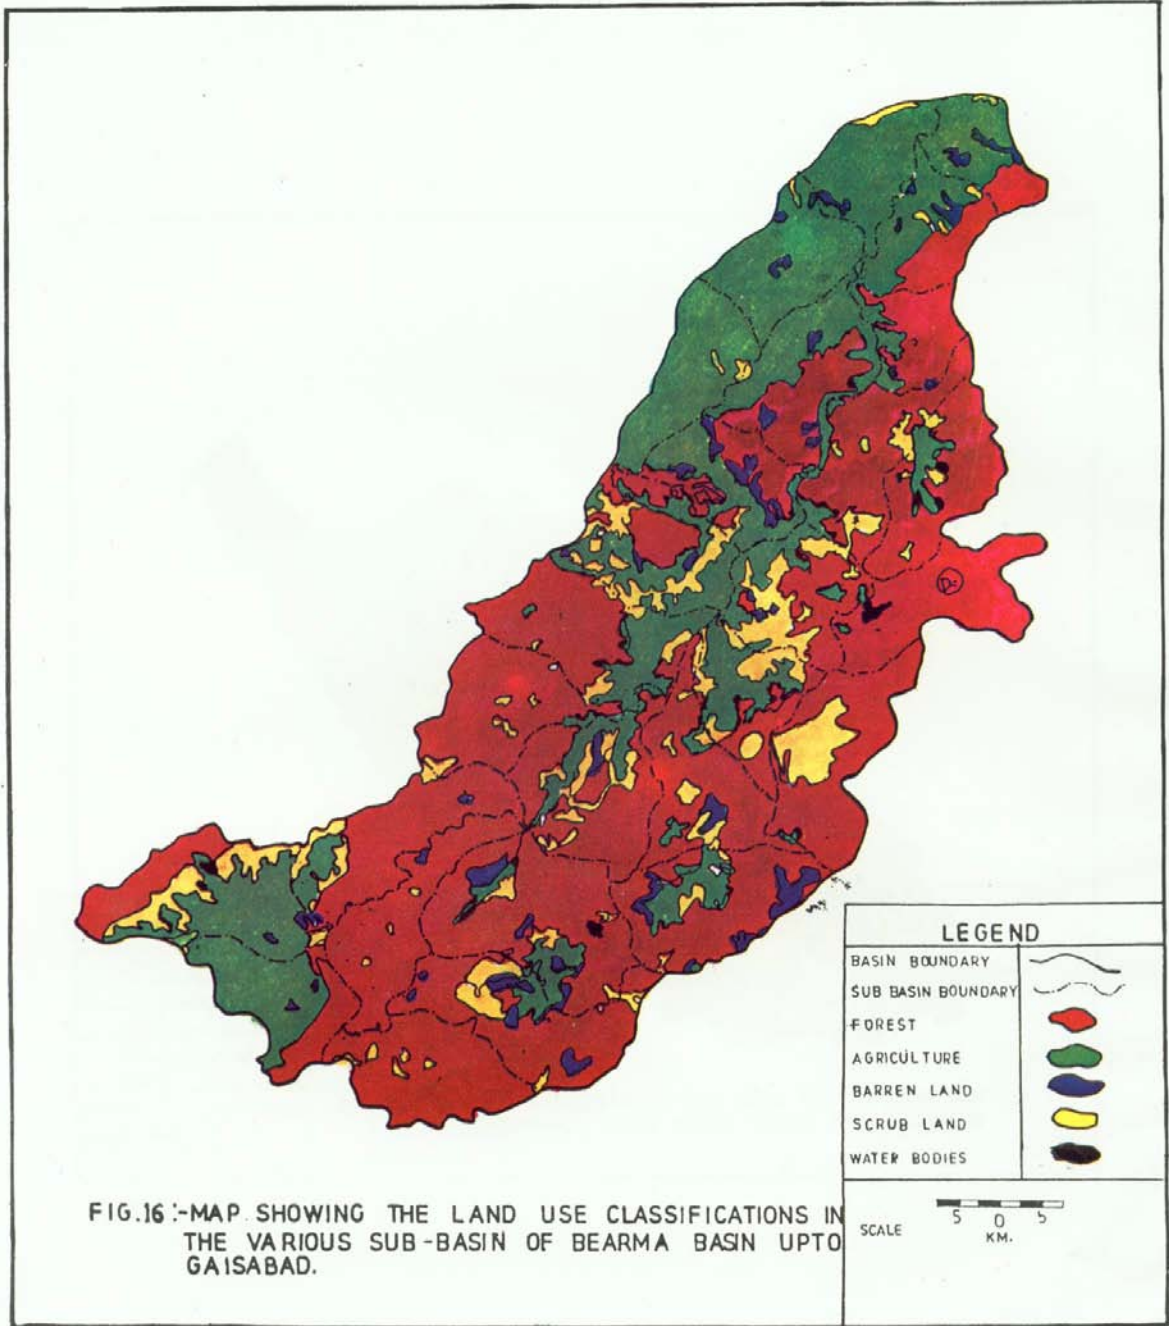 LEGEND
BASIN BOUNDARY
SUB BASIN BOUNDARY
FOREST
AGRICULTURE
BARREN LAND
SCRUB LAND
WATER BODIES
SCALE
5 0 5
KM.
FIG.16:-MAP SHOWING THE LAND USE CLASSIFICATIONS IN
THE VARIOUS SUB-BASIN OF BEARMA BASIN UPTO
GAISABAD.